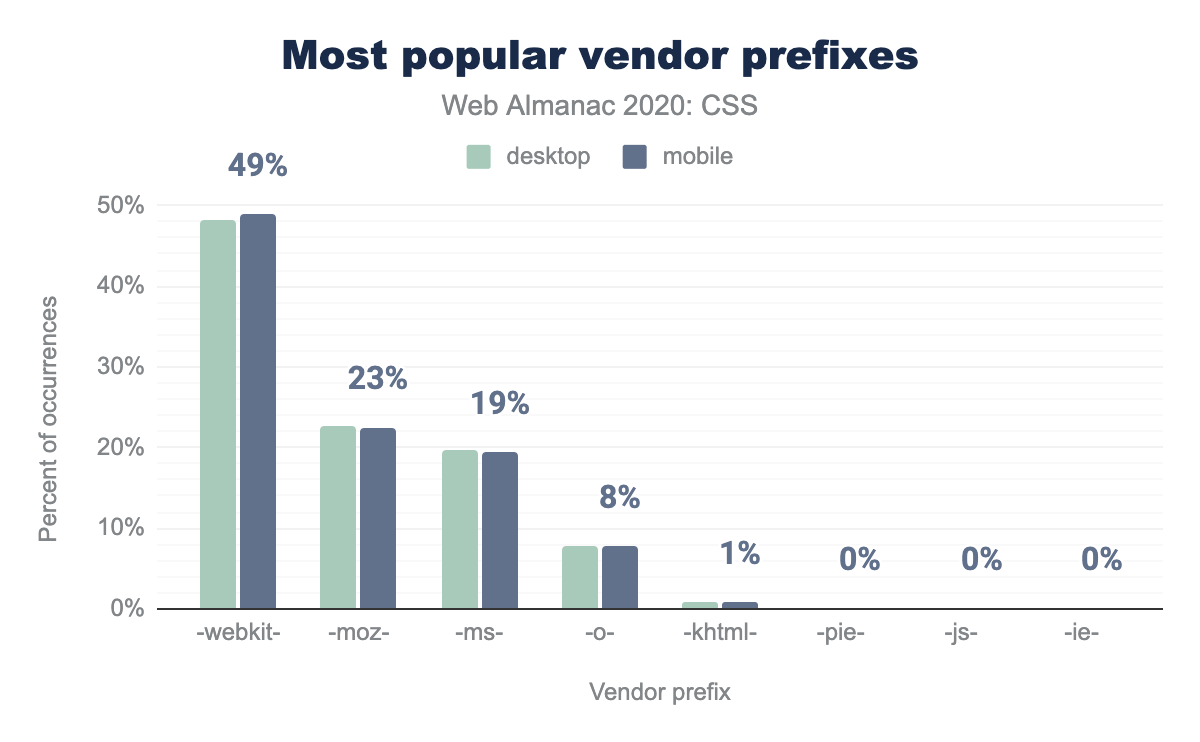 Most popular vendor prefixes
Web Almanac 2020: CSS
desktop mobile
49%
50%
40%
30%
23%
19%
20%
8%
10%
1%
0% 0% 0%
0%
-webkit- -moz- -ms- -o- -khtml- -pie- -js- -ie-
Percent of occurrences
Vendor prefix